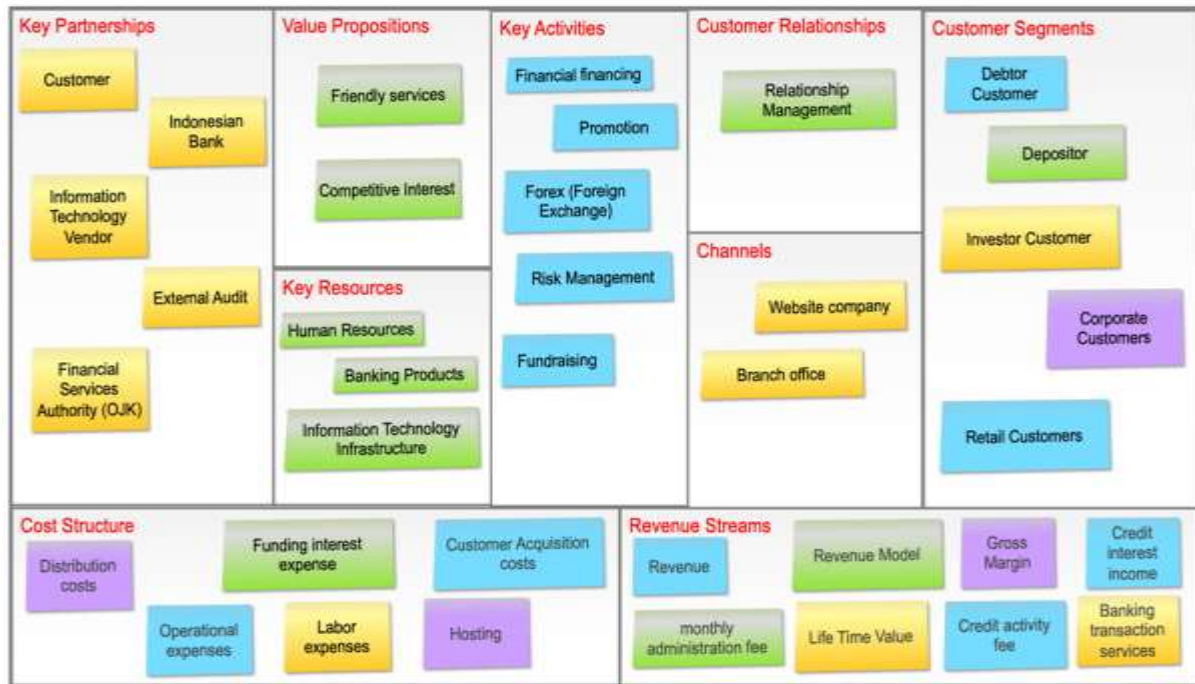 Key Partnerships
Customer
Indonesian
Bank
Information
Technology
Vendor
External Audit
Financial
Services
Authority (OJK)
Value Propositions
Friendly services
Competitive Interest
Key Resources
Human Resources
Banking Products
Information Technology
Infrastructure
Key Activities
Financial financing
Promotion
Forex (Foreign
Exchange)
Risk Management
Fundraising
Customer Relationships
Relationship
Management
Channels
Website company
Branch office
Customer Segments
Debtor
Customer
Depositor
Investor Customer
Corporate
Customers
Retail Customers
Cost Structure
Distribution
costs
Funding interest
expense
Customer Acquisition
costs
Operational
expenses
Labor
expenses
Hosting
Revenue Streams
Revenue
Revenue Model
Gross
Margin
Credit
interest
income
monthly
administration fee
Life Time Value
Credit activity
fee
Banking
transaction
services